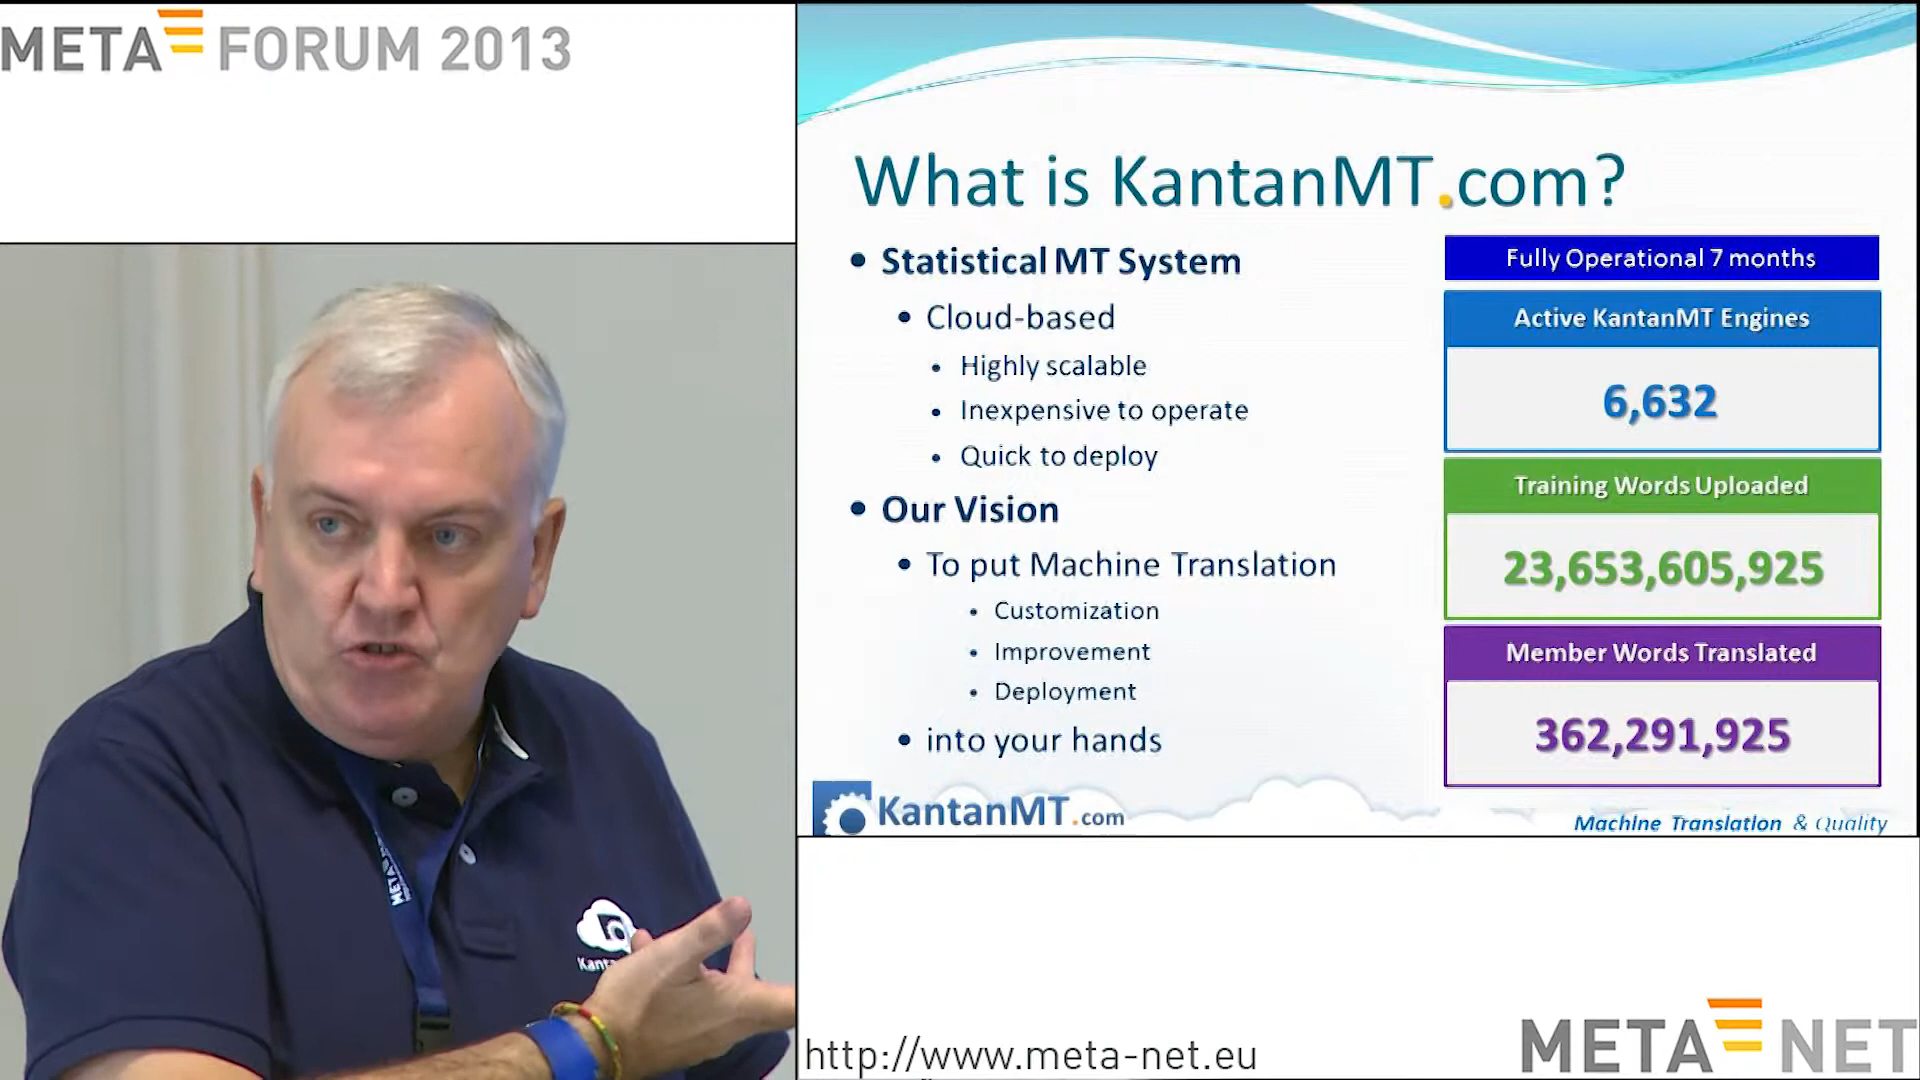 META FORUM 2013
What is KantanMT.com?
• Statistical MT System
• Cloud-based
• Highly scalable
• Inexpensive to operate
• Quick to deploy
• Our Vision
• To put Machine Translation
• Customization
• Improvement
• Deployment
• into your hands
Fully Operational 7 months
Active KantanMT Engines
6,632
Training Words Uploaded
23,653,605,925
Member Words Translated
362,291,925
KantanMT.com
Machine Translation & Quality
META
http://www.meta-net.eu
META NET